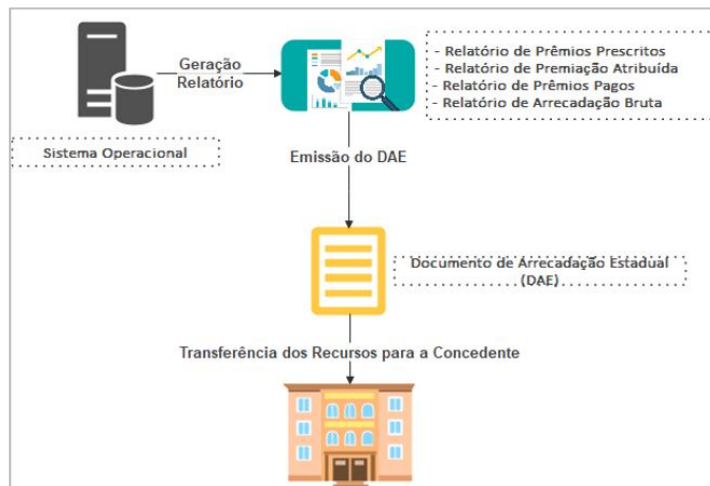 Geração
Relatório
- Relatório de Prêmios Prescritos
- Relatório de Premiação Atribuída
- Relatório de Prêmios Pagos
- Relatório de Arrecadação Bruta
Sistema Operacional
Emissão do DAE
Documento de Arrecadação Estadual
(DAE)
Transferência dos Recursos para a Concedente